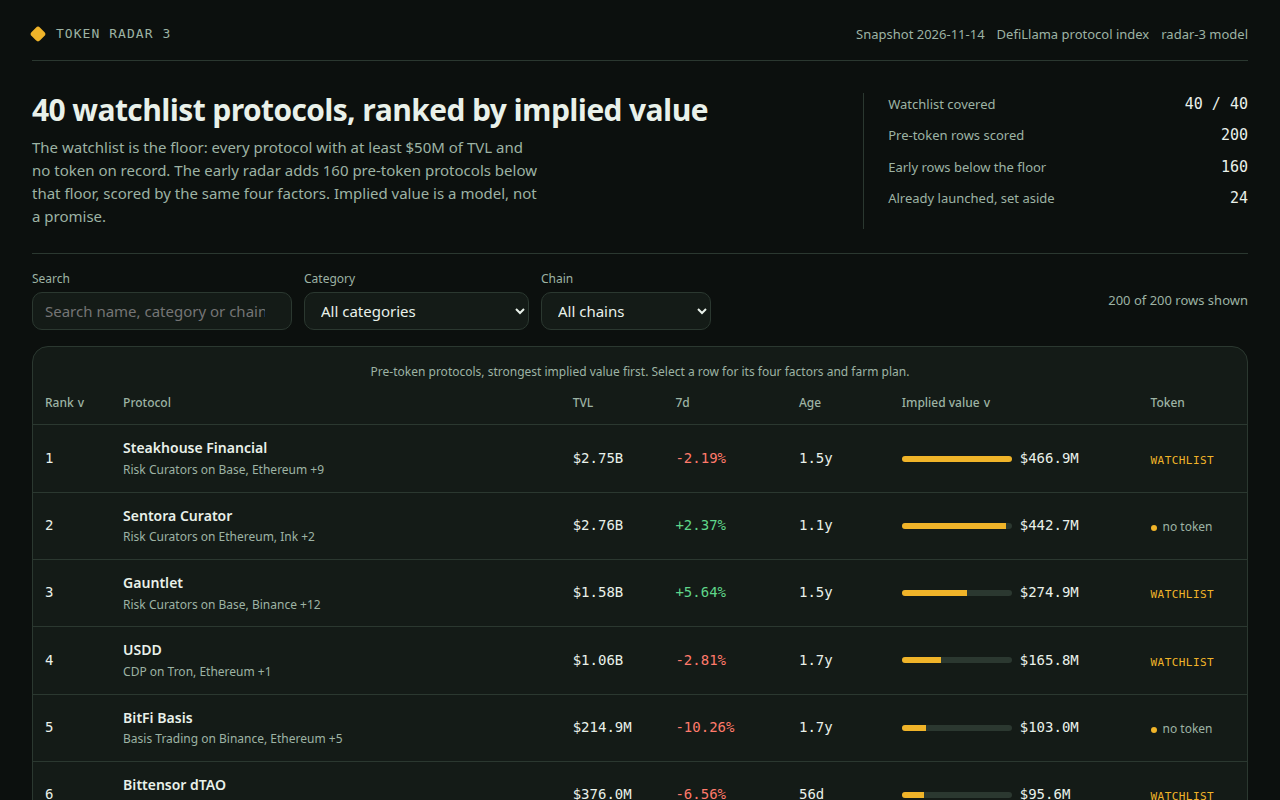 TOKEN RADAR 3
Snapshot 2026-11-14 DefiLlama protocol index radar-3 model
40 watchlist protocols, ranked by implied value
The watchlist is the floor: every protocol with at least $50M of TVL and
no token on record. The early radar adds 160 pre-token protocols below
that floor, scored by the same four factors. Implied value is a model, not
a promise.
Watchlist covered 40 / 40
Pre-token rows scored 200
Early rows below the floor 160
Already launched, set aside 24
Search Category Chain
Search name, category or chain All categories All chains
200 of 200 rows shown
Pre-token protocols, strongest implied value first. Select a row for its four factors and farm plan.
Rank v Protocol TVL 7d Age Implied value v Token
1 Steakhouse Financial $2.75B -2.19% 1.5y $466.9M WATCHLIST
Risk Curators on Base, Ethereum +9
2 Sentora Curator $2.76B +2.37% 1.1y $442.7M no token
Risk Curators on Ethereum, Ink +2
3 Gauntlet $1.58B +5.64% 1.5y $274.9M WATCHLIST
Risk Curators on Base, Binance +12
4 USDD $1.06B -2.81% 1.7y $165.8M WATCHLIST
CDP on Tron, Ethereum +1
5 BitFi Basis $214.9M -10.26% 1.7y $103.0M no token
Basis Trading on Binance, Ethereum +5
6 Bittensor dTAO $376.0M -6.56% 56d $95.6M WATCHLIST